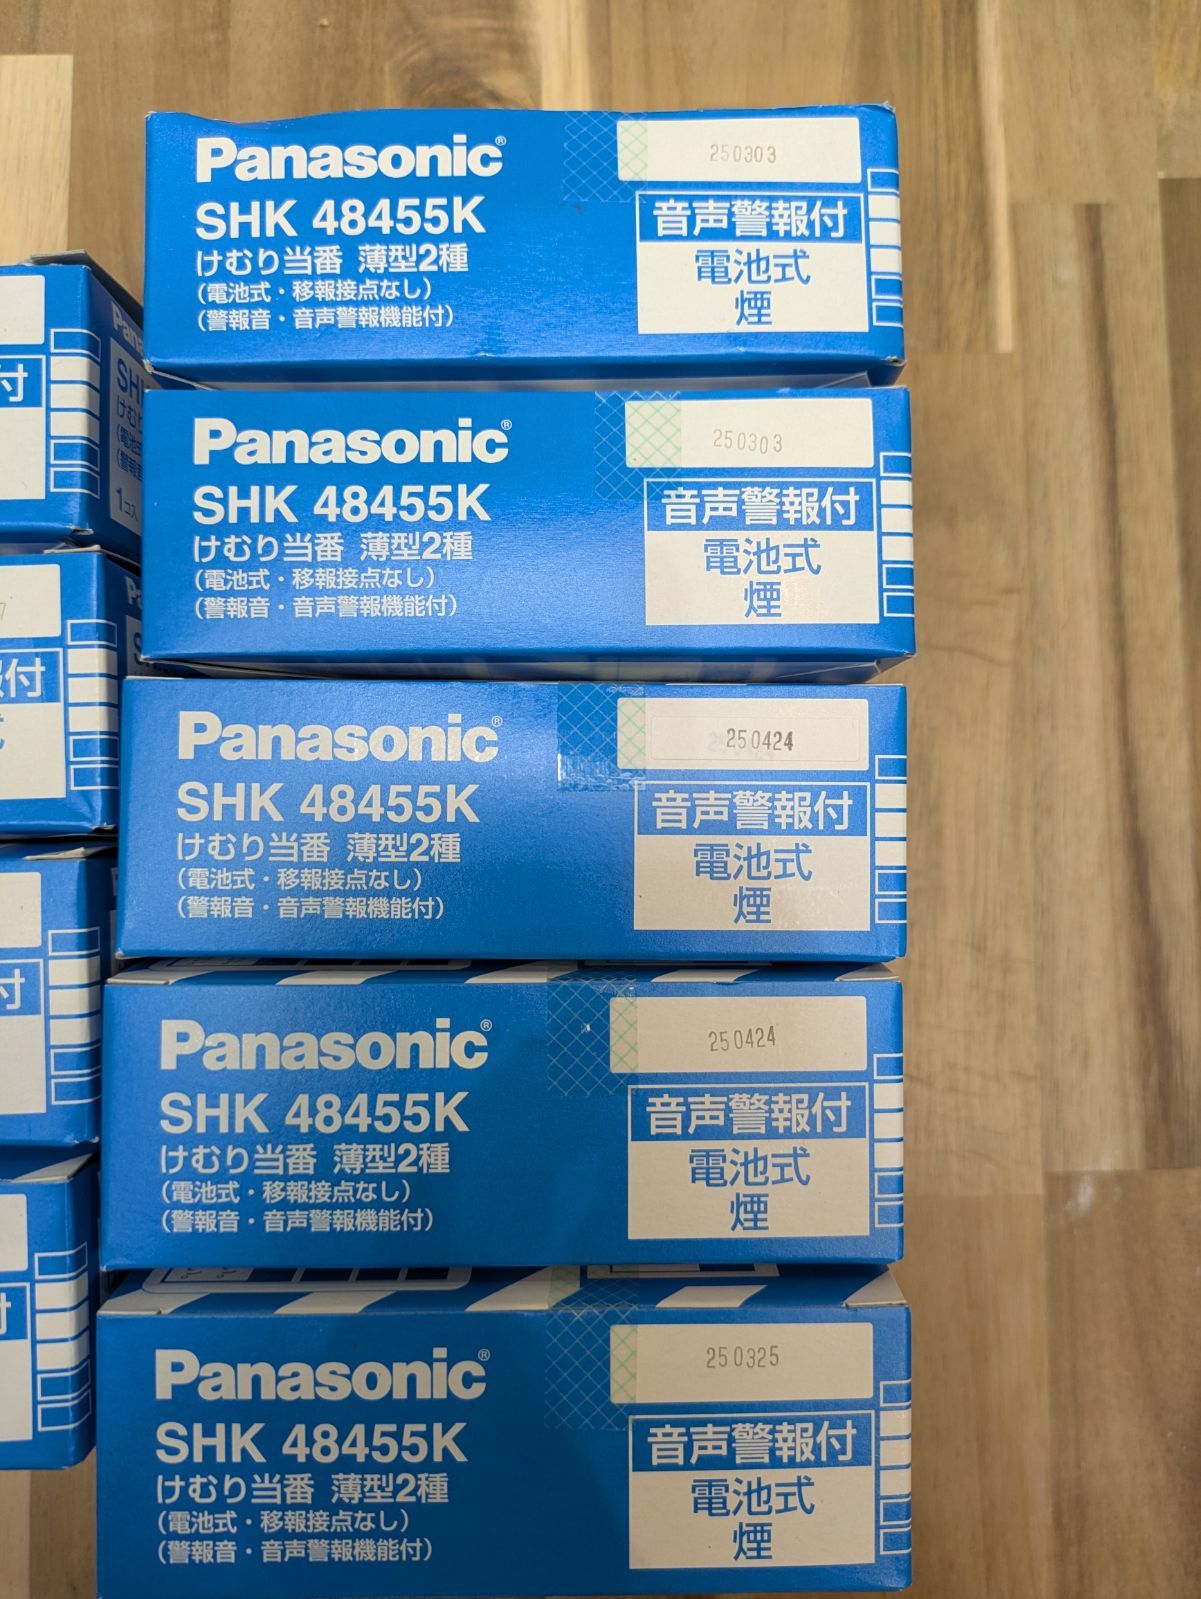 Panasonic®
250303
SHK 48455K
けむり当番 薄型2種
(電池式・移報接点なし)
(警報音・音声警報機能付)
音声警報付
電池式
煙
Panasonic®
250303
SHK 48455K
けむり当番 薄型2種
(電池式・移報接点なし)
(警報音・音声警報機能付)
音声警報付
電池式
煙
Panasonic®
250424
SHK 48455K
けむり当番 薄型2種
(電池式・移報接点なし)
(警報音・音声警報機能付)
音声警報付
電池式
煙
Panasonic®
250424
SHK 48455K
けむり当番 薄型2種
(電池式・移報接点なし)
(警報音・音声警報機能付)
音声警報付
電池式
煙
Panasonic®
250325
SHK 48455K
けむり当番 薄型2種
(電池式・移報接点なし)
(警報音・音声警報機能付)
音声警報付
電池式
煙
付
1コ入
7
付
付
付